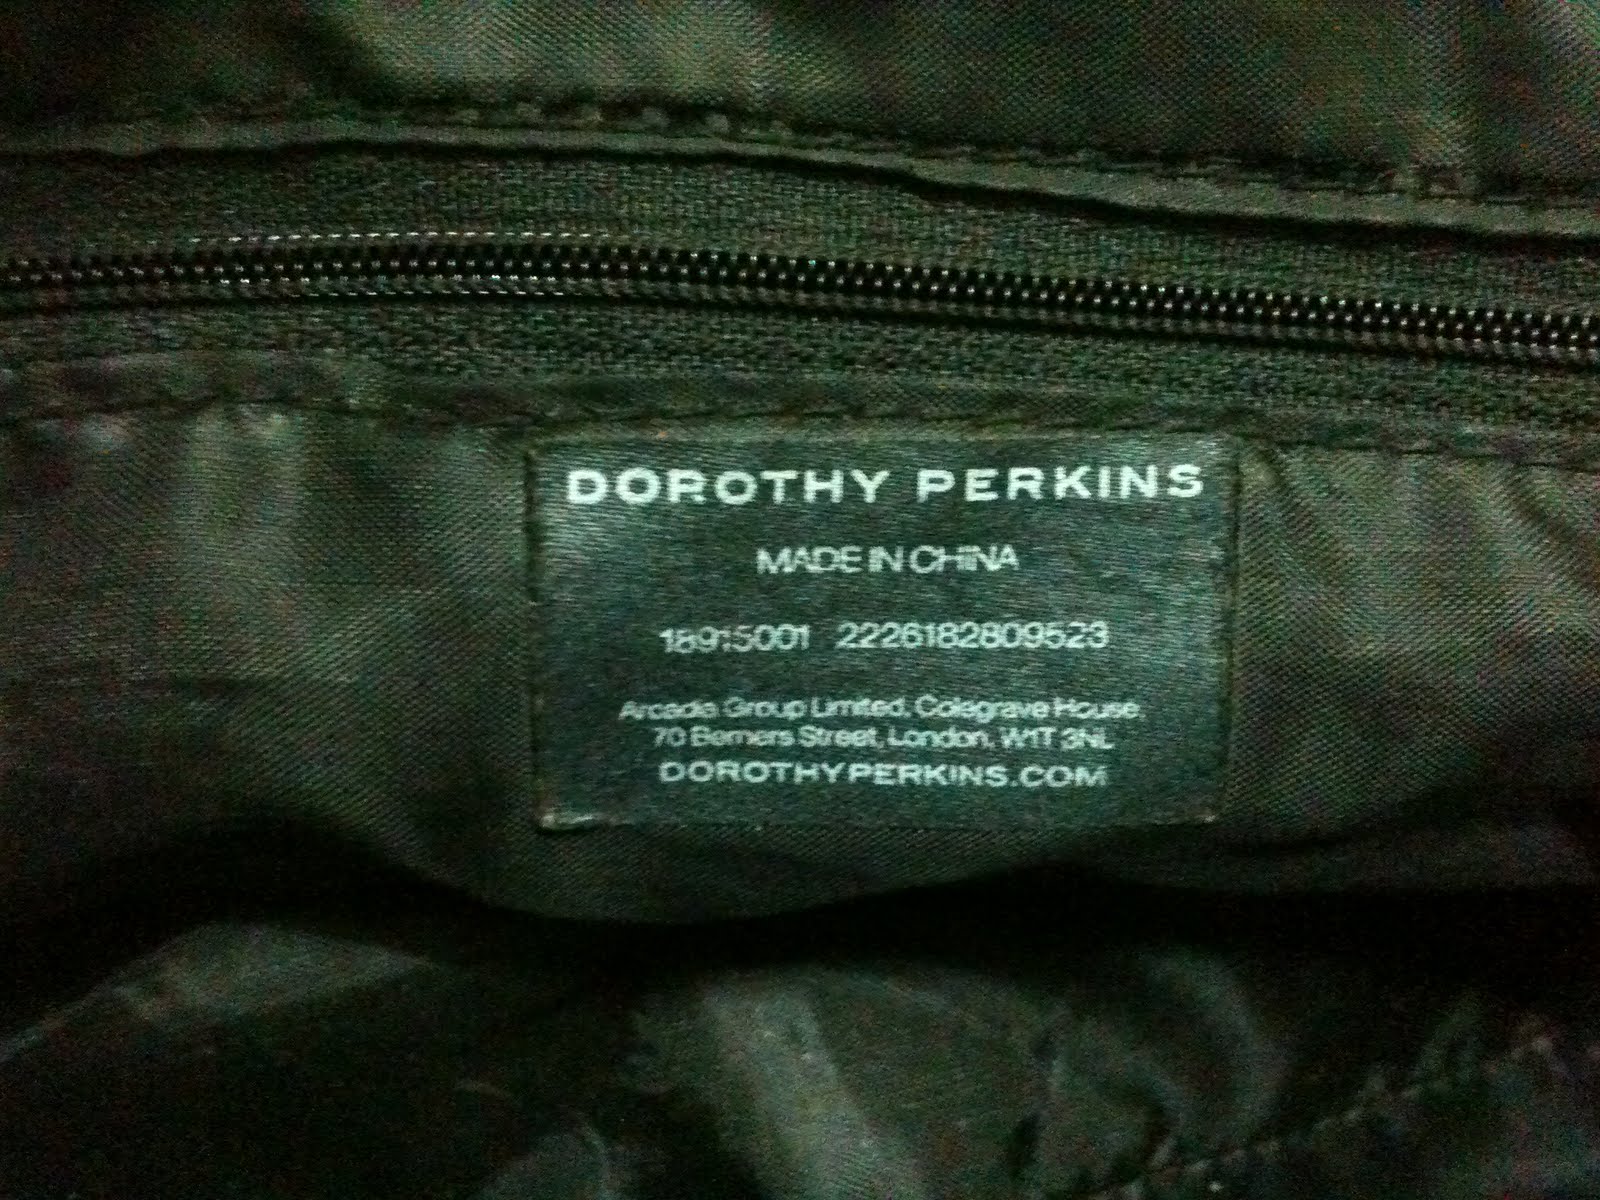 DOROTHY PERKINS
MADE IN CHINA
18915001 2226182809523
Arcadia Group Limited, Colegrave House,
70 Berners Street, London, W1T 3NL
DOROTHYPERKINS.COM